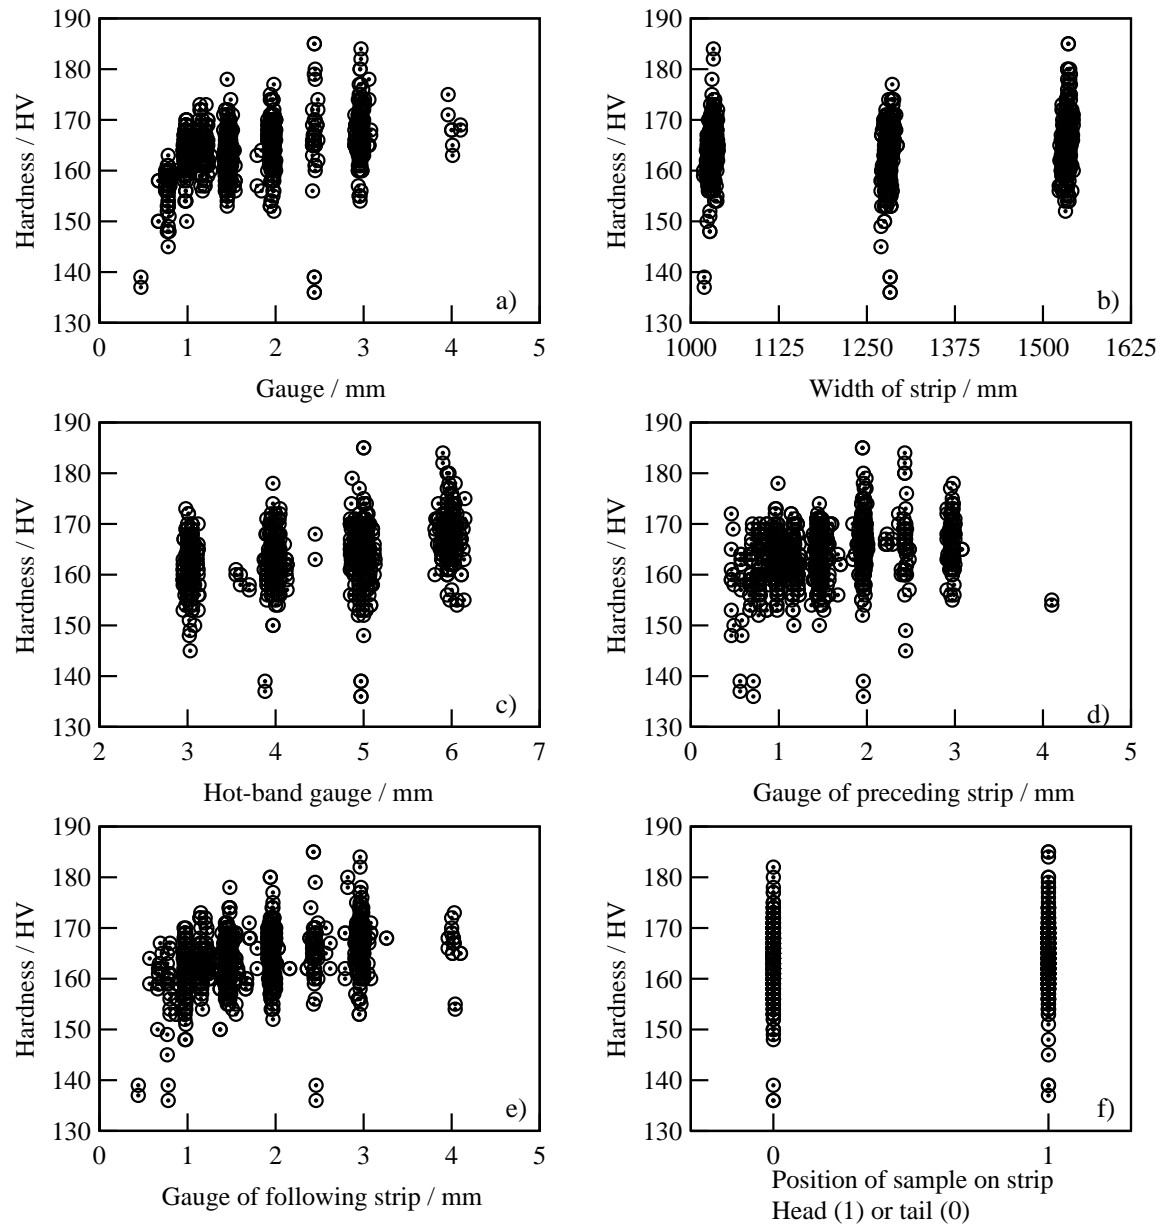 190
180
170
160
150
140
130
Hardness / HV
a)
0 1 2 3 4 5
Gauge / mm
190
180
170
160
150
140
130
Hardness / HV
b)
1000 1125 1250 1375 1500 1625
Width of strip / mm
190
180
170
160
150
140
130
Hardness / HV
c)
2 3 4 5 6 7
Hot-band gauge / mm
190
180
170
160
150
140
130
Hardness / HV
d)
0 1 2 3 4 5
Gauge of preceding strip / mm
190
180
170
160
150
140
130
Hardness / HV
e)
0 1 2 3 4 5
Gauge of following strip / mm
190
180
170
160
150
140
130
Hardness / HV
f)
0 1
Position of sample on strip
Head (1) or tail (0)